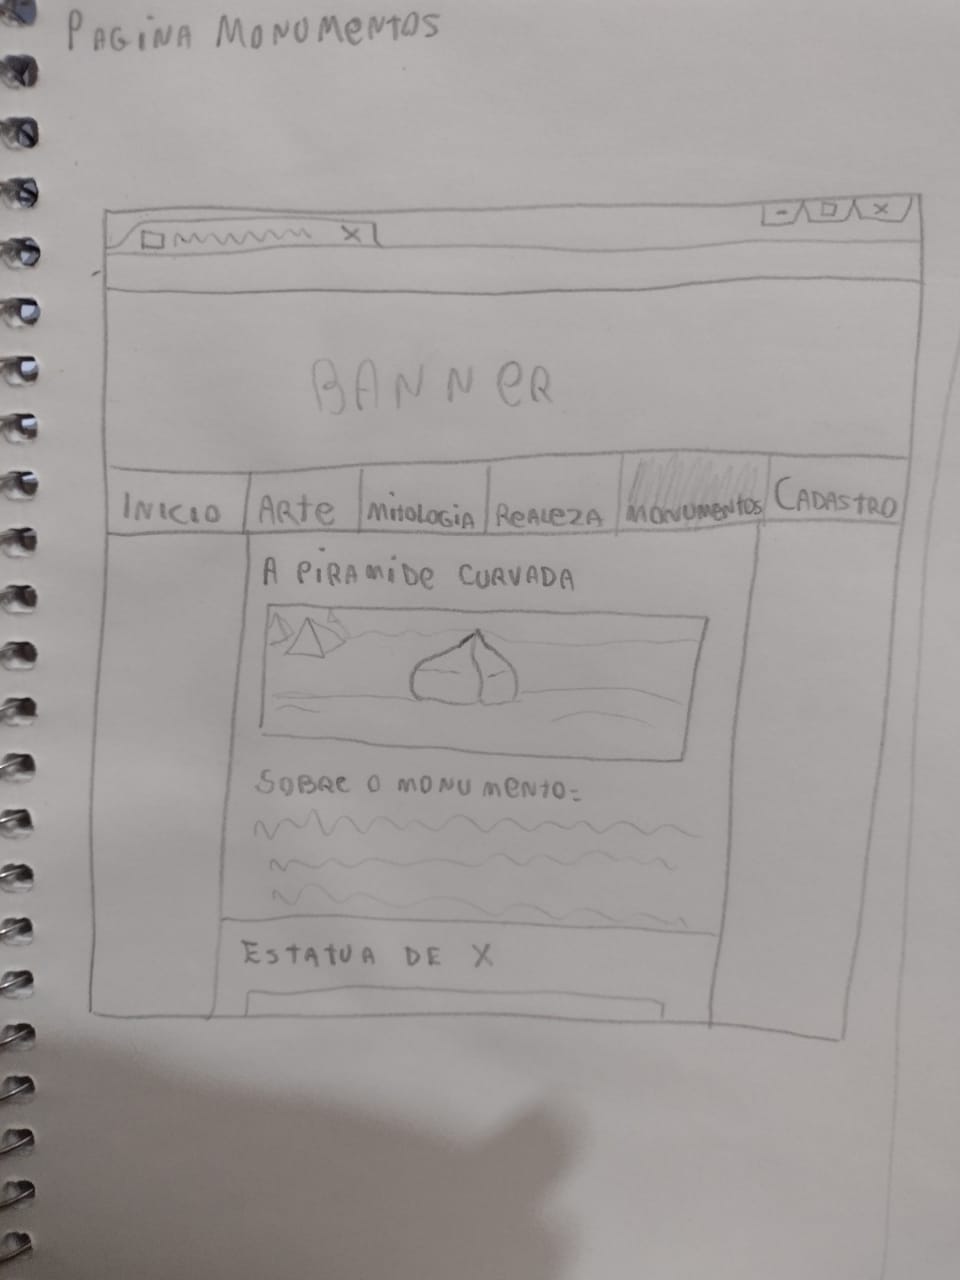 PAGINA MONUMENTOS
X
- X
BANNER
INICIO ARTE MITOLOGIA REALEZA MONUMENTOS CADASTRO
A PIRAMIDE CURVADA
SOBRE O MONUMENTO:
ESTATUA DE X